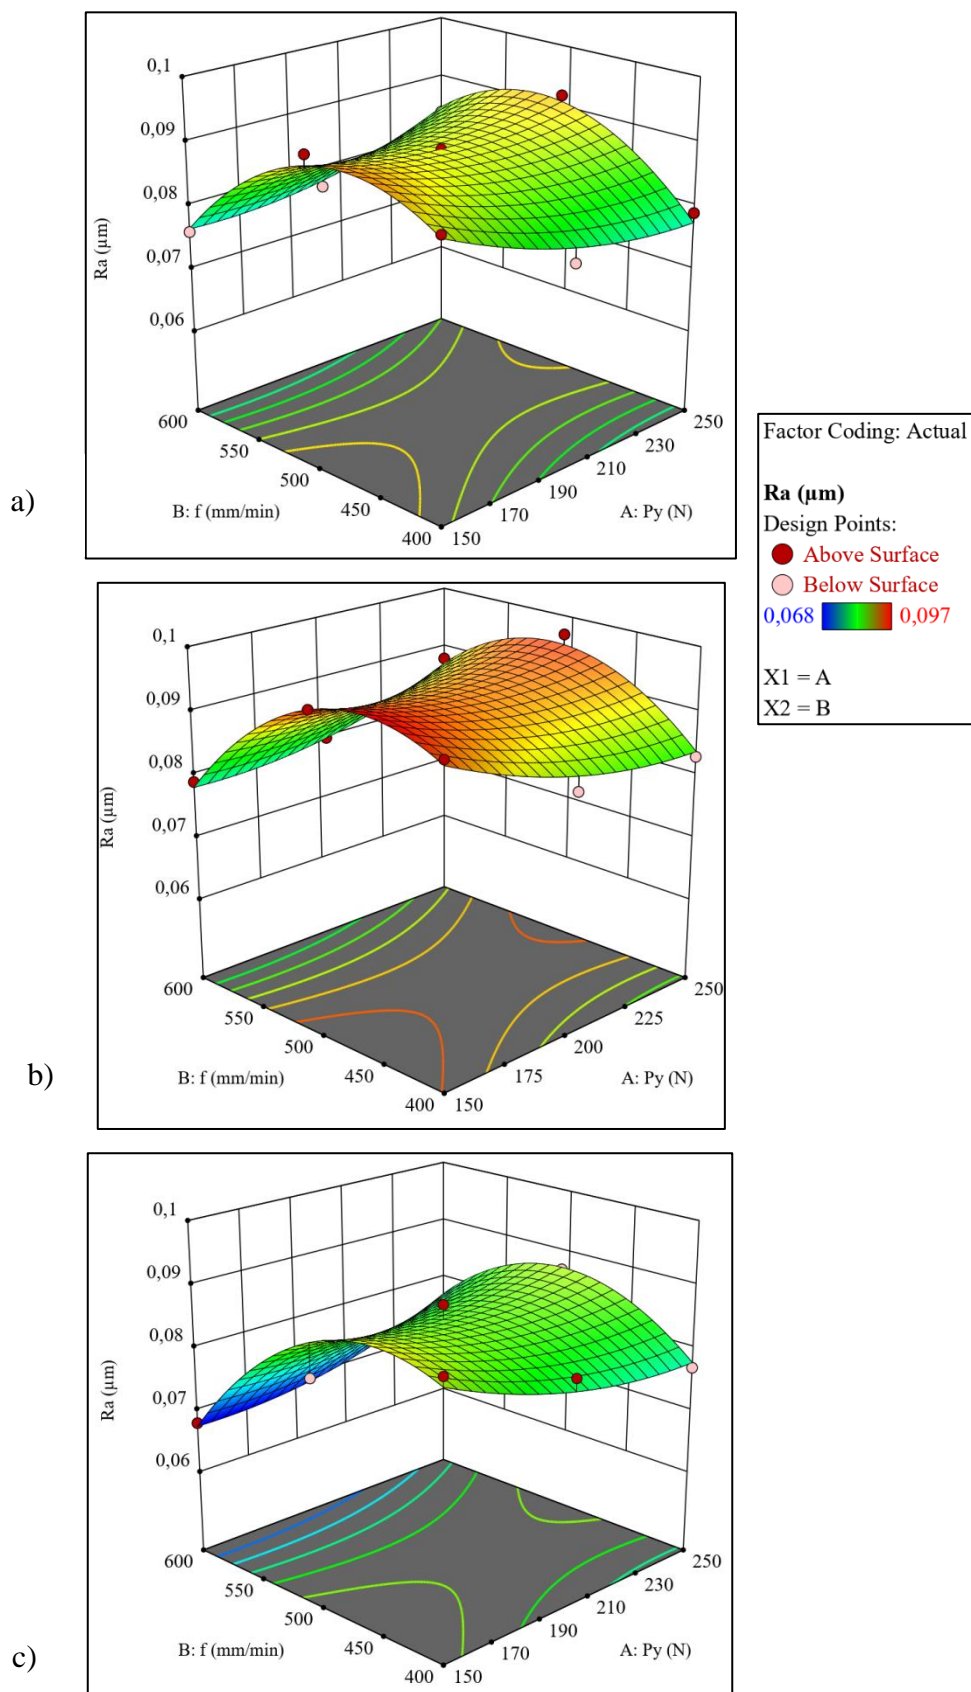 0,1
0,09
0,08
0,07
0,06
Ra (µm)
600
550
500
450
400
B: f (mm/min)
150
170
190
210
230
250
A: Py (N)
a)
Factor Coding: Actual
Ra (µm)
Design Points:
Above Surface
Below Surface
0,068 0,097
X1 = A
X2 = B
0,1
0,09
0,08
0,07
0,06
Ra (µm)
600
550
500
450
400
B: f (mm/min)
150
175
200
225
250
A: Py (N)
b)
0,1
0,09
0,08
0,07
0,06
Ra (µm)
600
550
500
450
400
B: f (mm/min)
150
170
190
210
230
250
A: Py (N)
c)